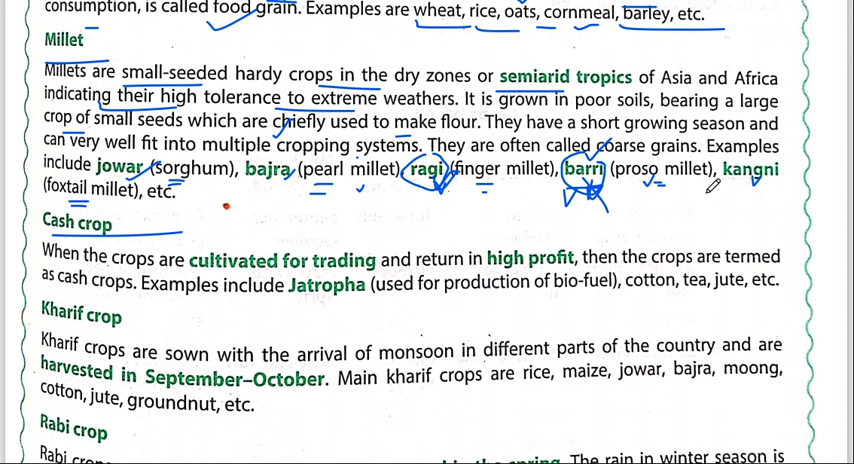 consumption, is called food grain. Examples are wheat, rice, oats, cornmeal, barley, etc.
Millet
Millets are small-seeded hardy crops in the dry zones or semiarid tropics of Asia and Africa
indicating their high tolerance to extreme weathers. It is grown in poor soils, bearing a large
crop of small seeds which are chiefly used to make flour. They have a short growing season and
can very well fit into multiple cropping systems. They are often called coarse grains. Examples
include jowar (sorghum), bajra (pearl millet), ragi (finger millet), barri (proso millet), kangni
(foxtail millet), etc.
Cash crop
When the crops are cultivated for trading and return in high profit, then the crops are termed
as cash crops. Examples include Jatropha (used for production of bio-fuel), cotton, tea, jute, etc.
Kharif crop
Kharif crops are sown with the arrival of monsoon in different parts of the country and are
harvested in September–October. Main kharif crops are rice, maize, jowar, bajra, moong,
cotton, jute, groundnut, etc.
Rabi crop
Rabi the spring. The rain in winter season is